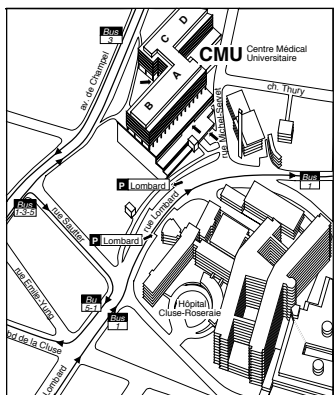 Bus
3
av. de Champel
C
D
A
B
CMU Centre Médical
Universitaire
ch. Thury
rue Michel-Servet
P Lombard
Bus
1
Bus
1-3-5
rue Sautter
rue Lombard
P Lombard
rue Emile-Yung
Hôpital
Cluse-Roseraie
Bu
5-1
Bus
1
bd de la Cluse
Lombard